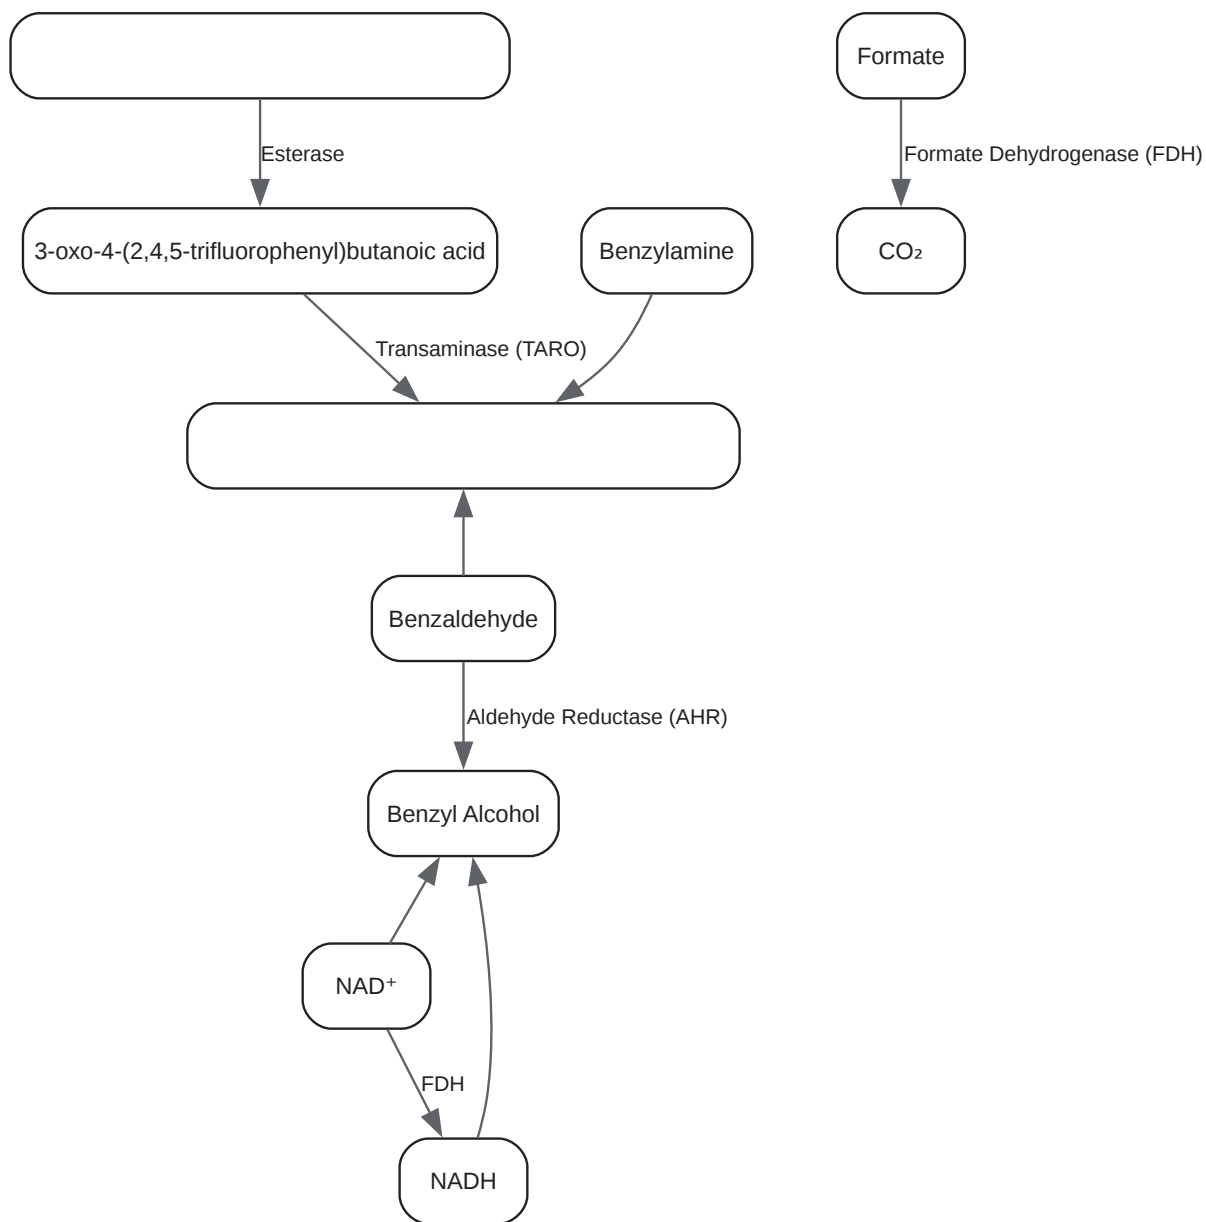 Formate
Esterase
Formate Dehydrogenase (FDH)
3-oxo-4-(2,4,5-trifluorophenyl)butanoic acid
Benzylamine
CO₂
Transaminase (TARO)
Benzaldehyde
Aldehyde Reductase (AHR)
Benzyl Alcohol
NAD⁺
FDH
NADH